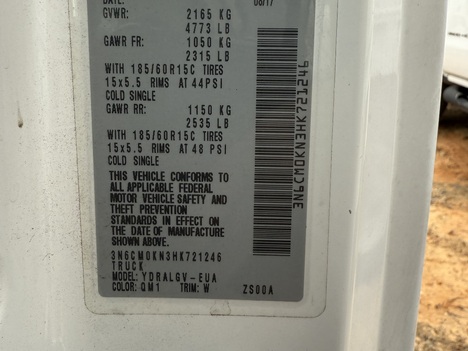 DATE: 06/17
GVWR: 2165 KG
4773 LB
GAWR FR: 1050 KG
2315 LB
WITH 185/60R15C TIRES
15x5.5 RIMS AT 44PSI
COLD SINGLE
GAWR RR: 1150 KG
2535 LB
WITH 185/60R15C TIRES
15x5.5 RIMS AT 48 PSI
COLD SINGLE
THIS VEHICLE CONFORMS TO
ALL APPLICABLE FEDERAL
MOTOR VEHICLE SAFETY AND
THEFT PREVENTION
STANDARDS IN EFFECT ON
THE DATE OF MANUFACTURE
SHOWN ABOVE.
3N6CM0KN3HK721246
TRUCK
MODEL: YDRALGV-EUA
COLOR: QM1 TRIM: W ZS00A
3N6CM0KN3HK721246